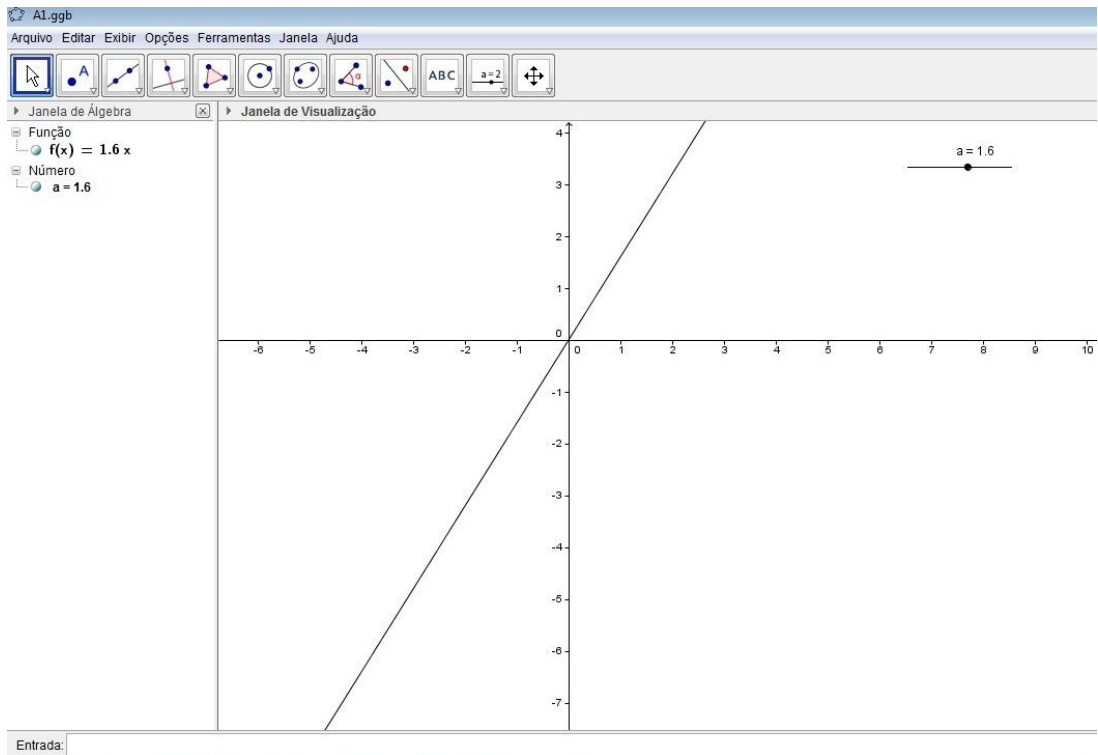 A1.ggb
Arquivo Editar Exibir Opções Ferramentas Janela Ajuda
A
α
ABC
a=2
Janela de Álgebra
Janela de Visualização
Função
f(x) = 1.6 x
Número
a = 1.6
a = 1.6
4
3
2
1
0
-6 -5 -4 -3 -2 -1 0 1 2 3 4 5 6 7 8 9 10
-1
-2
-3
-4
-5
-6
-7
Entrada: